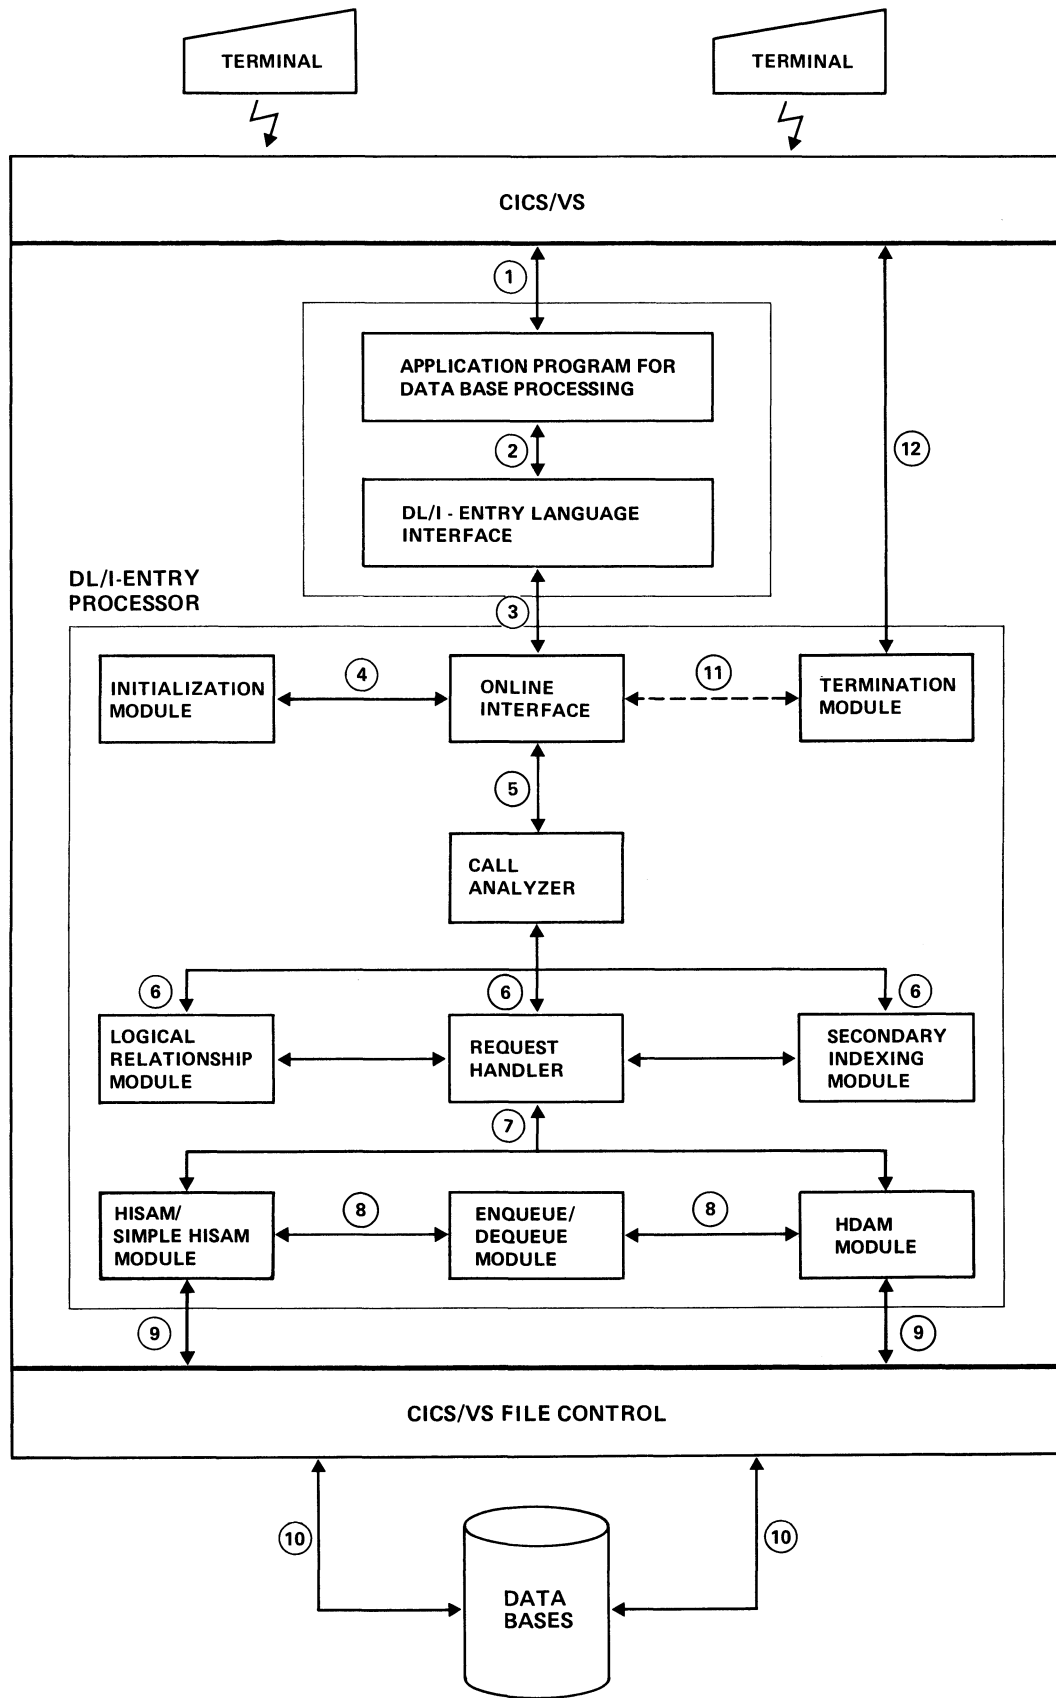 TERMINAL
TERMINAL
CICS/VS
1
APPLICATION PROGRAM FOR
DATA BASE PROCESSING
2
12
DL/I - ENTRY LANGUAGE
INTERFACE
DL/I-ENTRY
PROCESSOR
3
INITIALIZATION
MODULE
4
ONLINE
INTERFACE
11
TERMINATION
MODULE
5
CALL
ANALYZER
6
6
6
LOGICAL
RELATIONSHIP
MODULE
REQUEST
HANDLER
SECONDARY
INDEXING
MODULE
7
HISAM/
SIMPLE HISAM
MODULE
8
ENQUEUE/
DEQUEUE
MODULE
8
HDAM
MODULE
9
9
CICS/VS FILE CONTROL
10
10
DATA
BASES